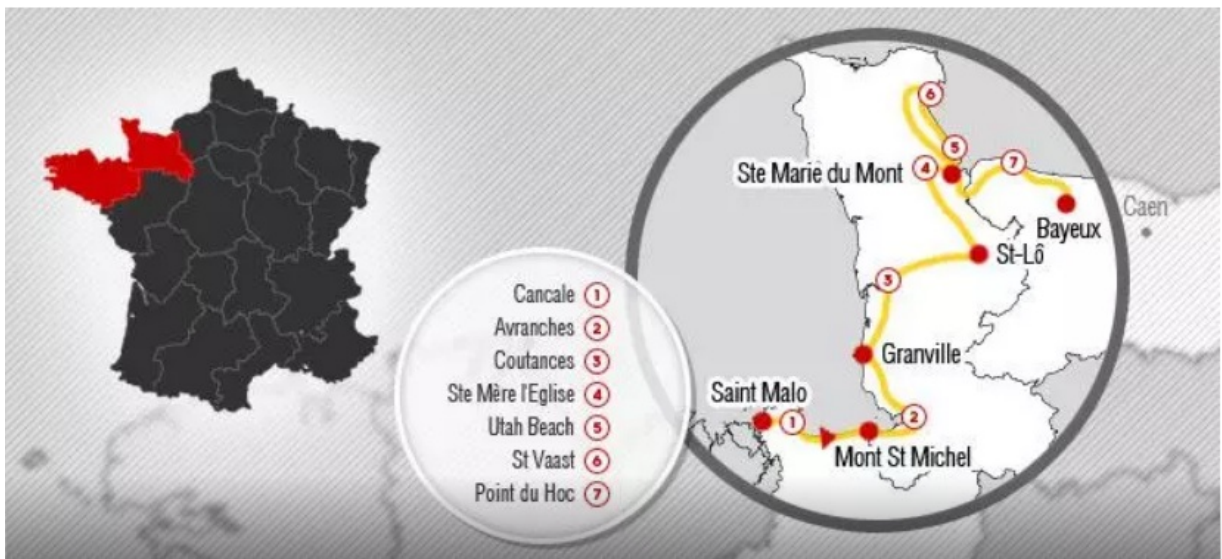 Cancale 1
Avranches 2
Coutances 3
Ste Mère l'Eglise 4
Utah Beach 5
St Vaast 6
Point du Hoc 7
6
5
Ste Marie du Mont
4
7
Caen
Bayeux
St-Lô
3
Granville
Saint Malo
1
2
Mont St Michel